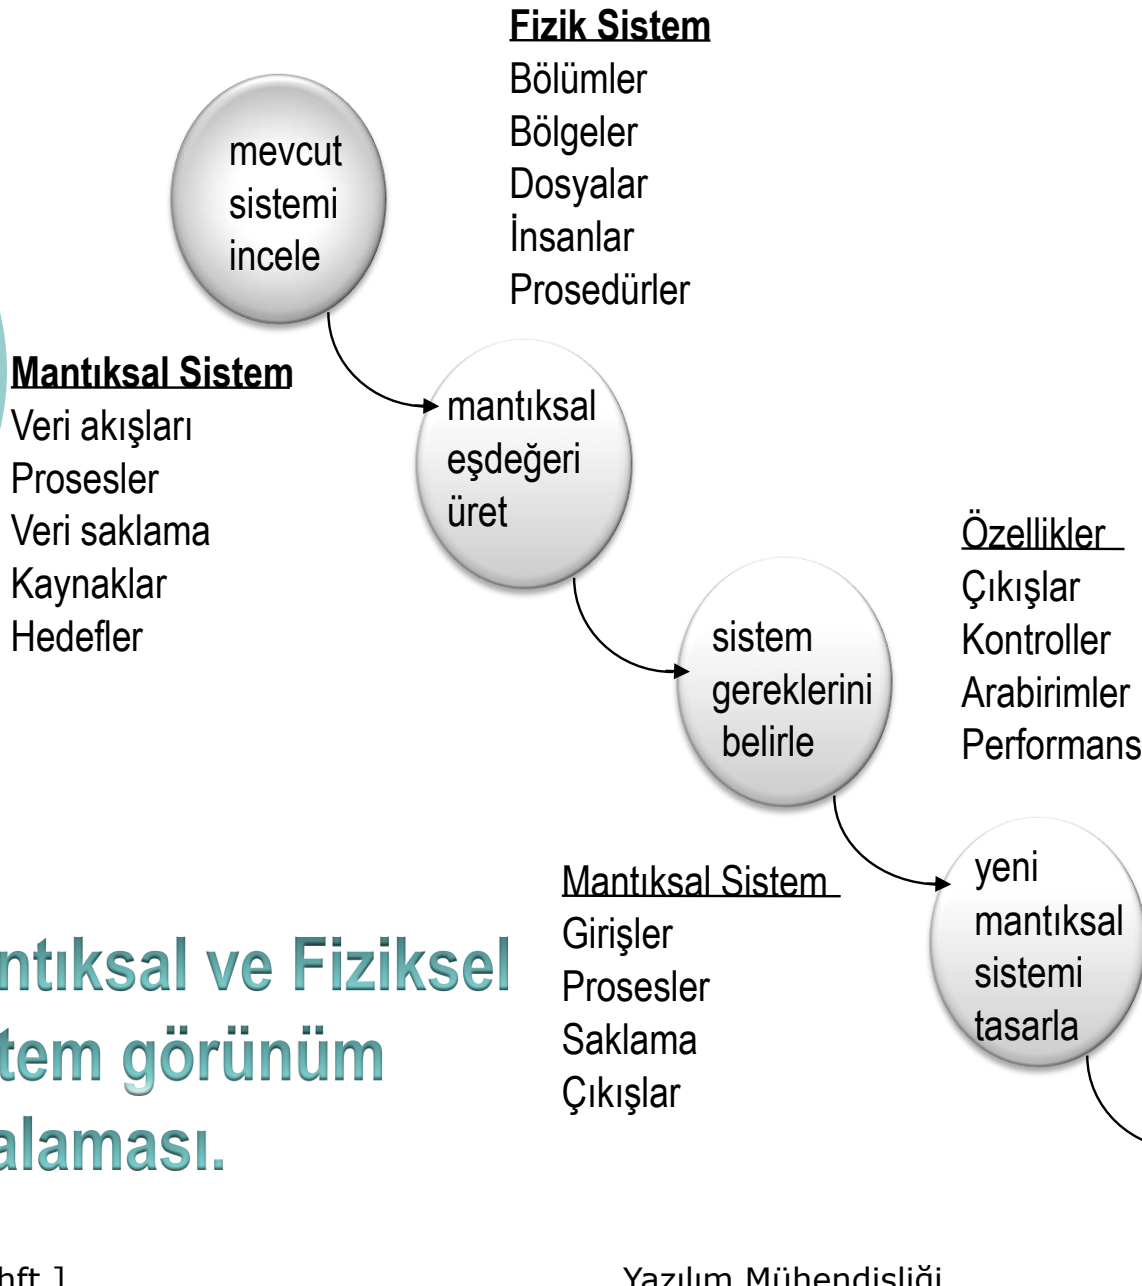 Fizik Sistem
Bölümler
Bölgeler
Dosyalar
İnsanlar
Prosedürler
mevcut
sistemi
incele
Mantıksal Sistem
Veri akışları
Prosesler
Veri saklama
Kaynaklar
Hedefler
mantıksal
eşdeğeri
üret
sistem
gereklerini
belirle
Özellikler
Çıkışlar
Kontroller
Arabirimler
Performans
Mantıksal Sistem
Girişler
Prosesler
Saklama
Çıkışlar
yeni
mantıksal
sistemi
tasarla
ntıksal ve Fiziksel
tem görünüm
alaması.
hft ]
Yazılım Mühendisliği